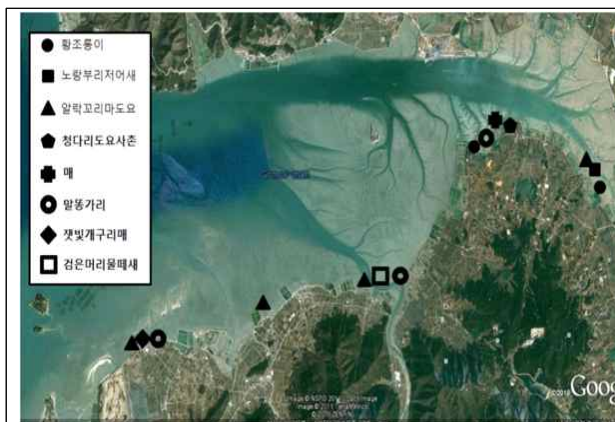 황조롱이
노랑부리저어새
알락꼬리마도요
청다리도요사촌
매
말똥가리
잿빛개구리매
검은머리물떼새
©2018 Goog